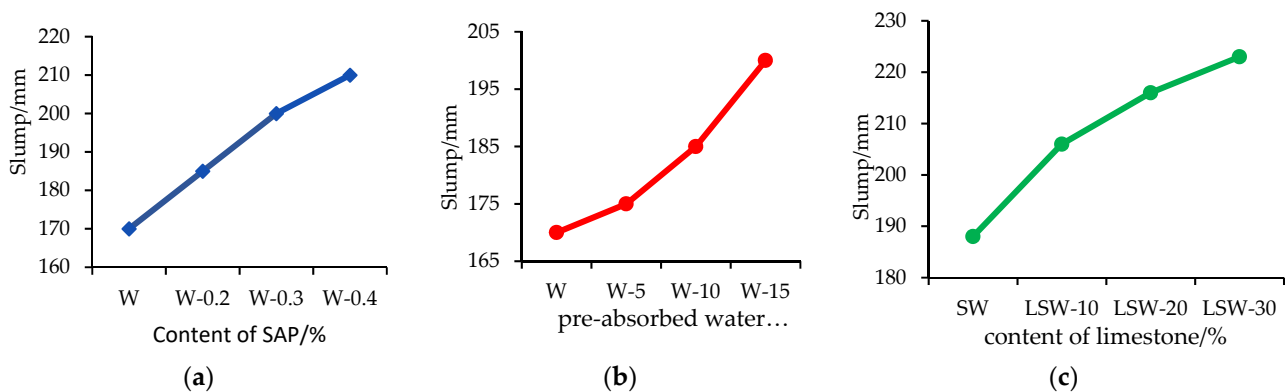 220
210
200
190
180
170
160
Slump/mm
W W-0.2 W-0.3 W-0.4
Content of SAP/%
(a)
205
195
185
175
165
Slump/mm
W W-5 W-10 W-15
pre-absorbed water…
(b)
230
220
210
200
190
180
Slump/mm
SW LSW-10 LSW-20 LSW-30
content of limestone/%
(c)